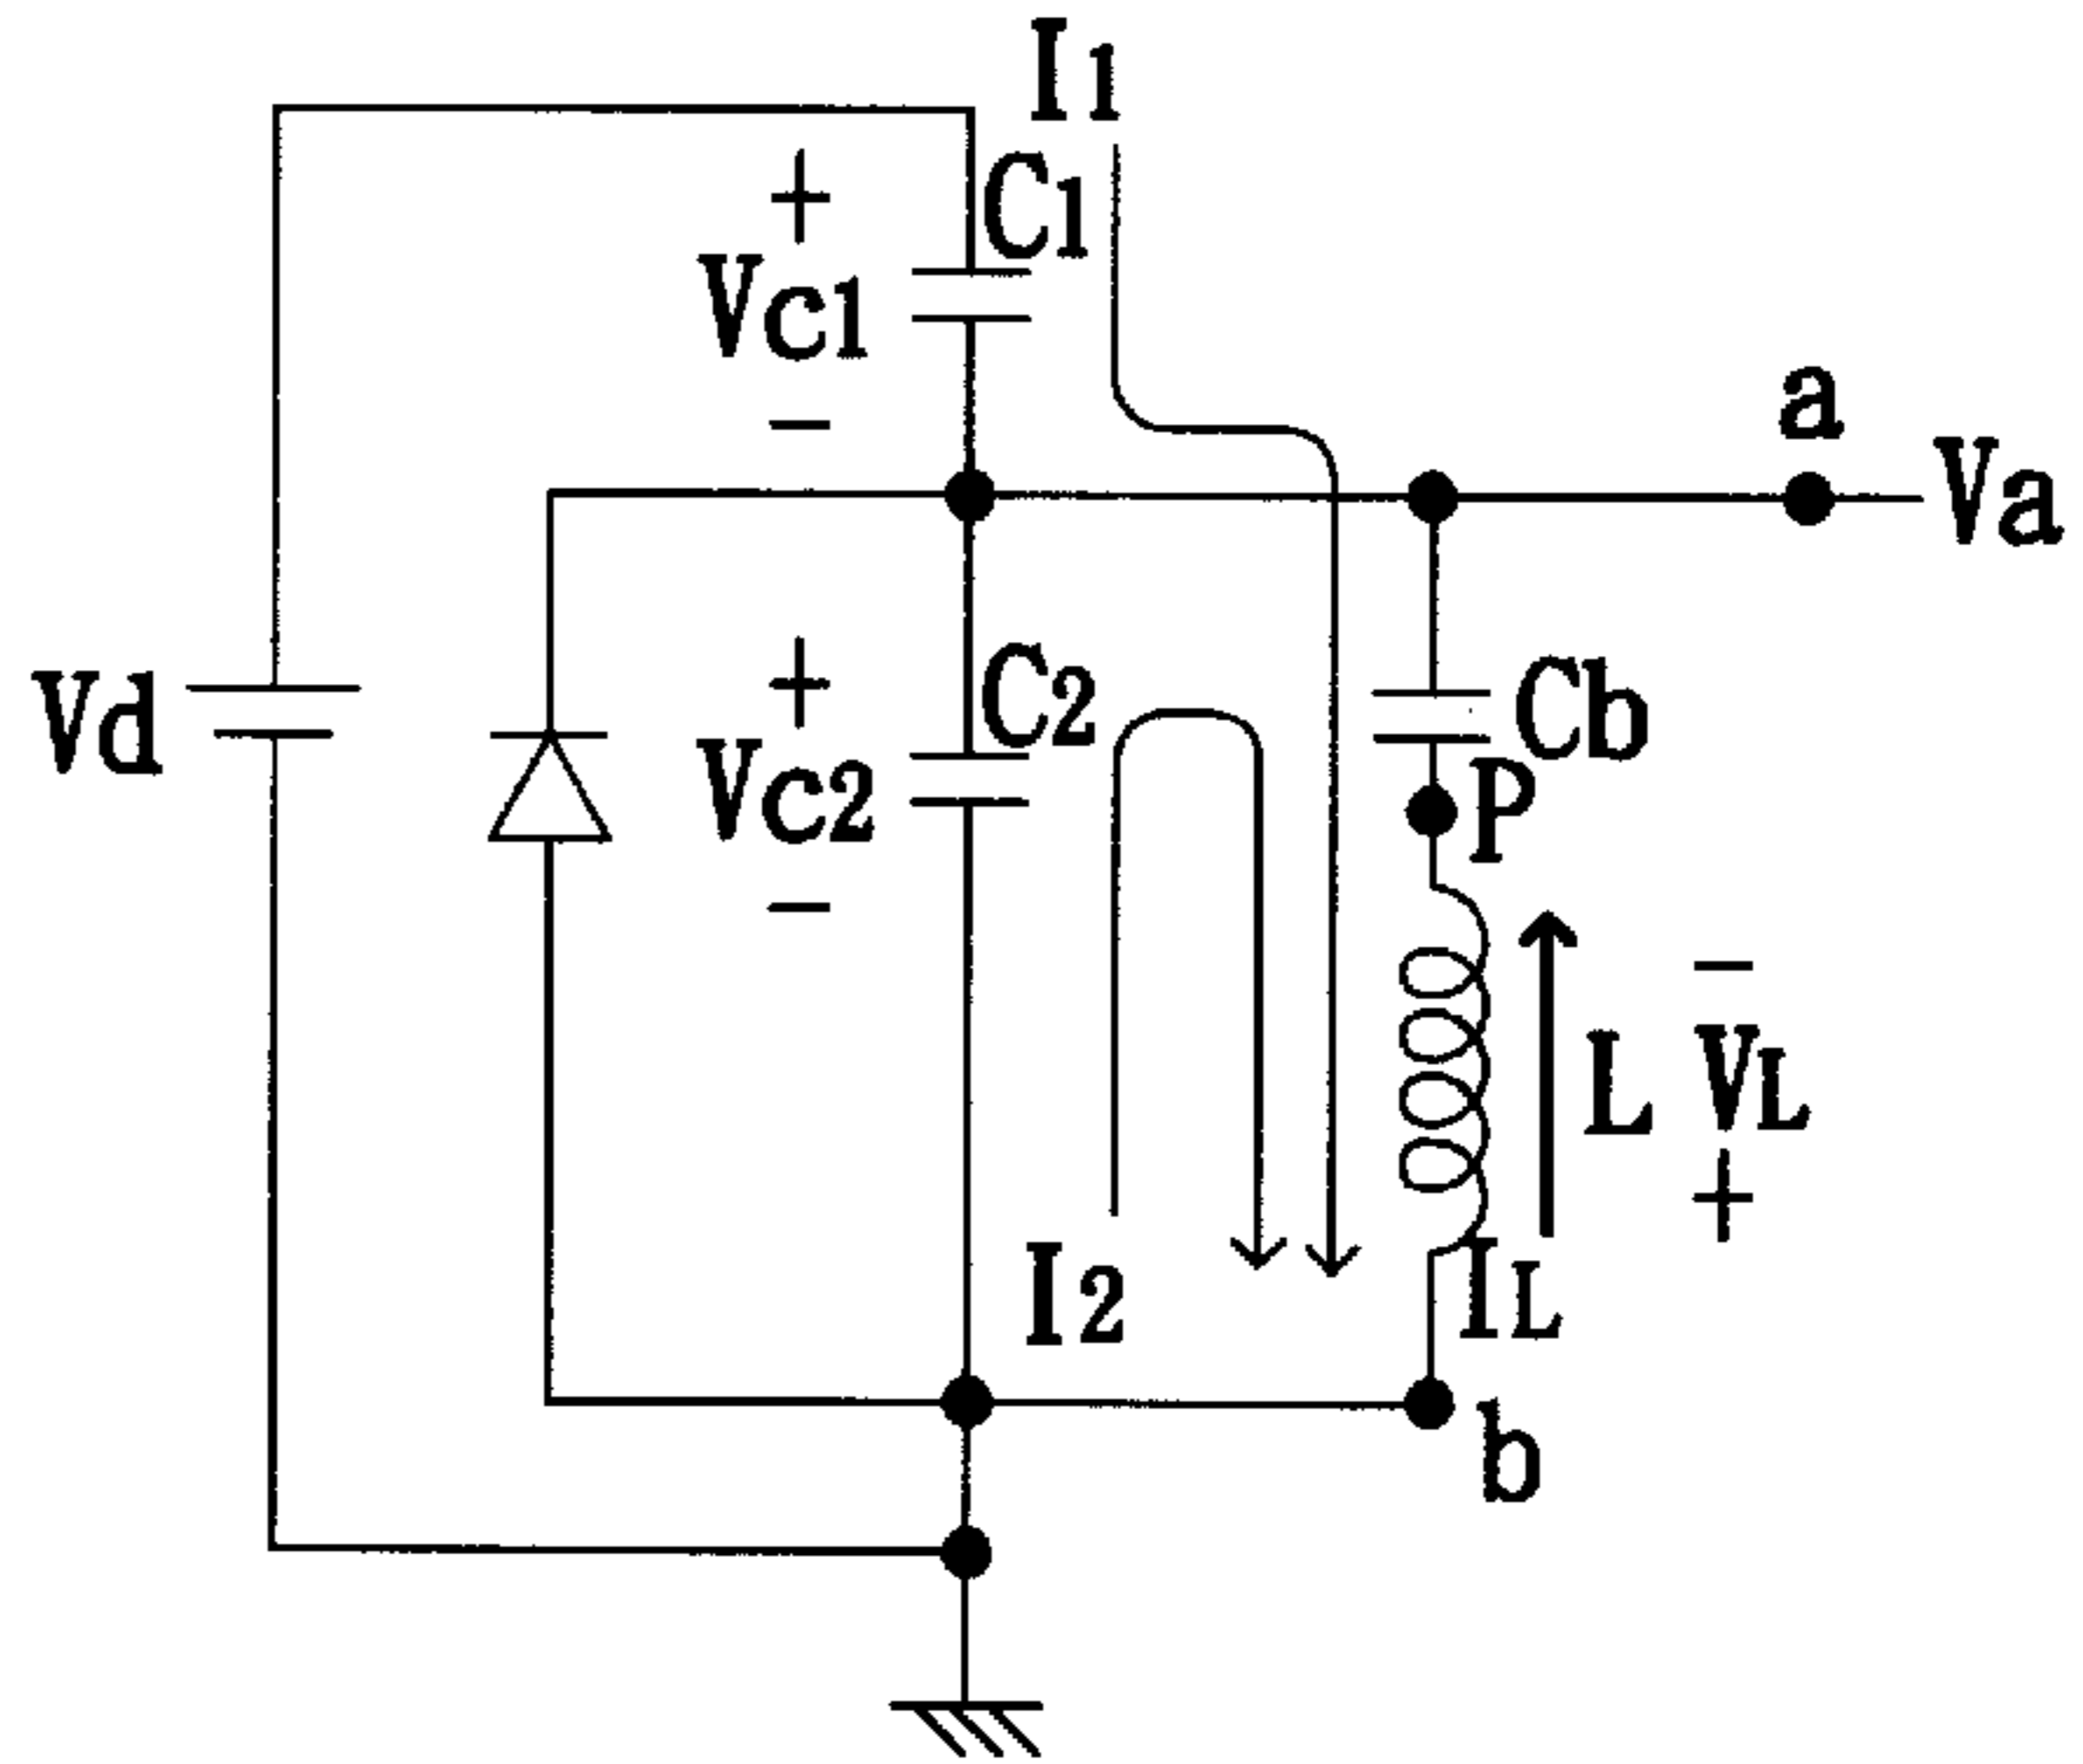 I1
+
C1
VC1
−
a
Va
+
C2
Cb
Vd
VC2
P
−
−
L
VL
+
I2
IL
b